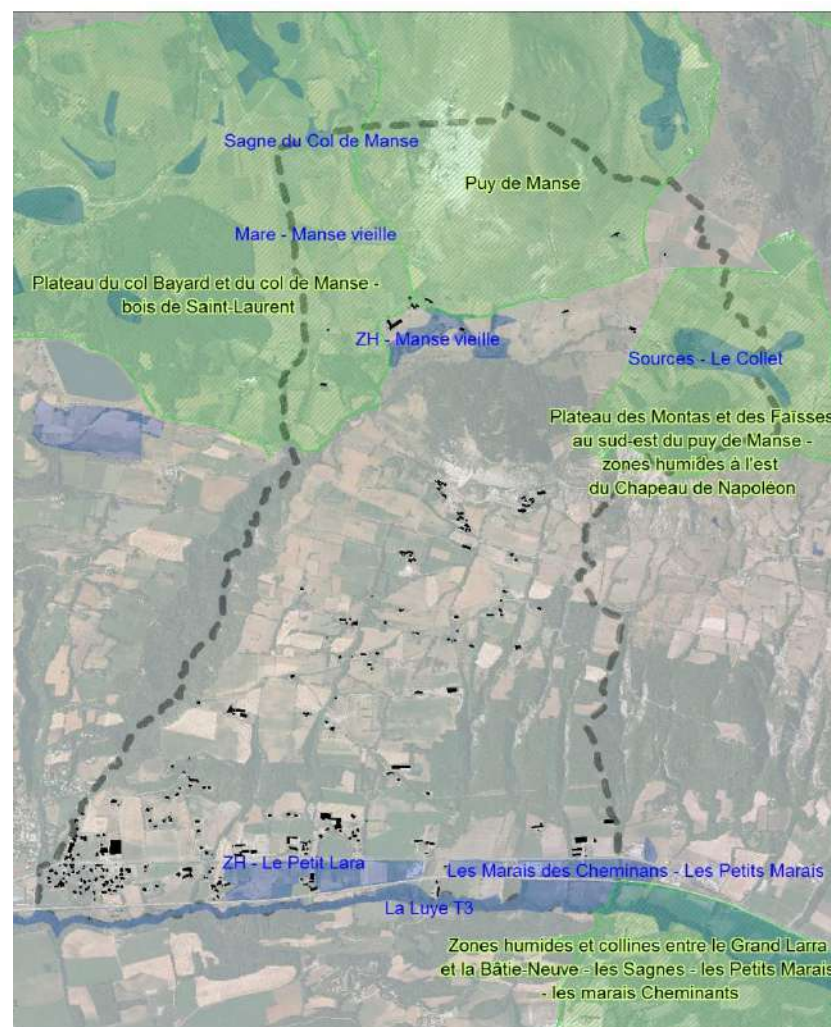 Sagne du Col de Manse
Puy de Manse
Mare - Manse vieille
Plateau du col Bayard et du col de Manse -
bois de Saint-Laurent
ZH - Manse vieille
Sources - Le Collet
Plateau des Montas et des Faïsses
au sud-est du puy de Manse -
zones humides à l'est
du Chapeau de Napoléon
ZH - Le Petit Lara
Les Marais des Cheminans - Les Petits Marais
La Luye T3
Zones humides et collines entre le Grand Larra
et la Bâtie-Neuve - les Sagnes - les Petits Marais
- les marais Cheminants